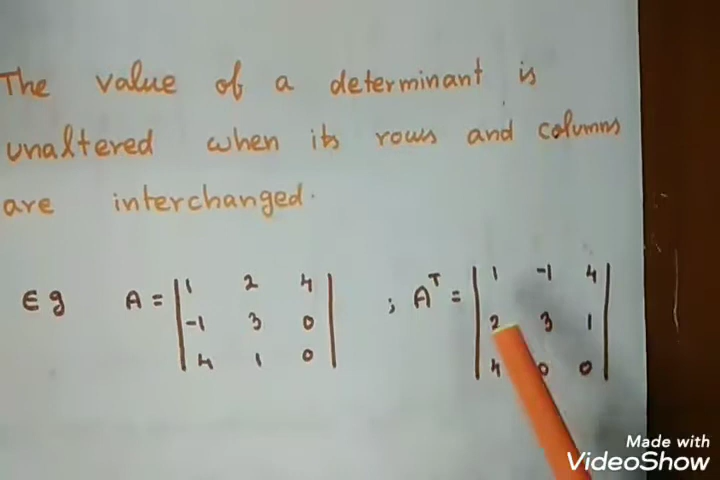 The value of a determinant is
unaltered when its rows and columns
are interchanged.
Eg A = | 1 2 4 | ; Aᵀ = | 1 -1 4 |
| -1 3 0 | | 2 3 1 |
| 4 1 0 | | 4 0 0 |
Made with
VideoShow